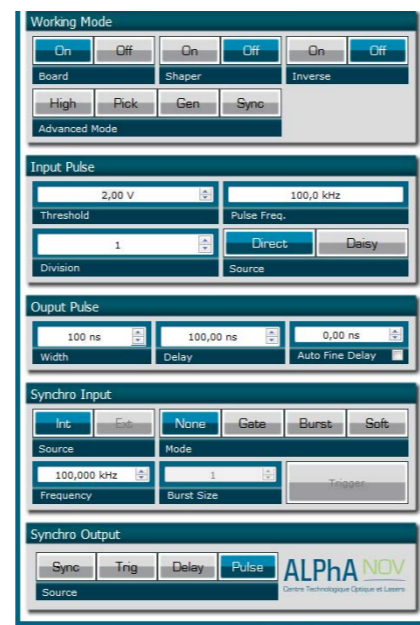 Working Mode
On Off On Off On Off
Board Shaper Inverse
High Pick Gen Sync
Advanced Mode
Input Pulse
2,00 V 100,0 kHz
Threshold Pulse Freq.
1 Direct Daisy
Division Source
Ouput Pulse
100 ns 100,00 ns 0,00 ns
Width Delay Auto Fine Delay
Synchro Input
Int Ext None Gate Burst Soft
Source Mode
100,000 kHz 1 Trigger
Frequency Burst Size
Synchro Output
Sync Trig Delay Pulse ALPhA NOV
Source Centre Technologique Optique et Lasers